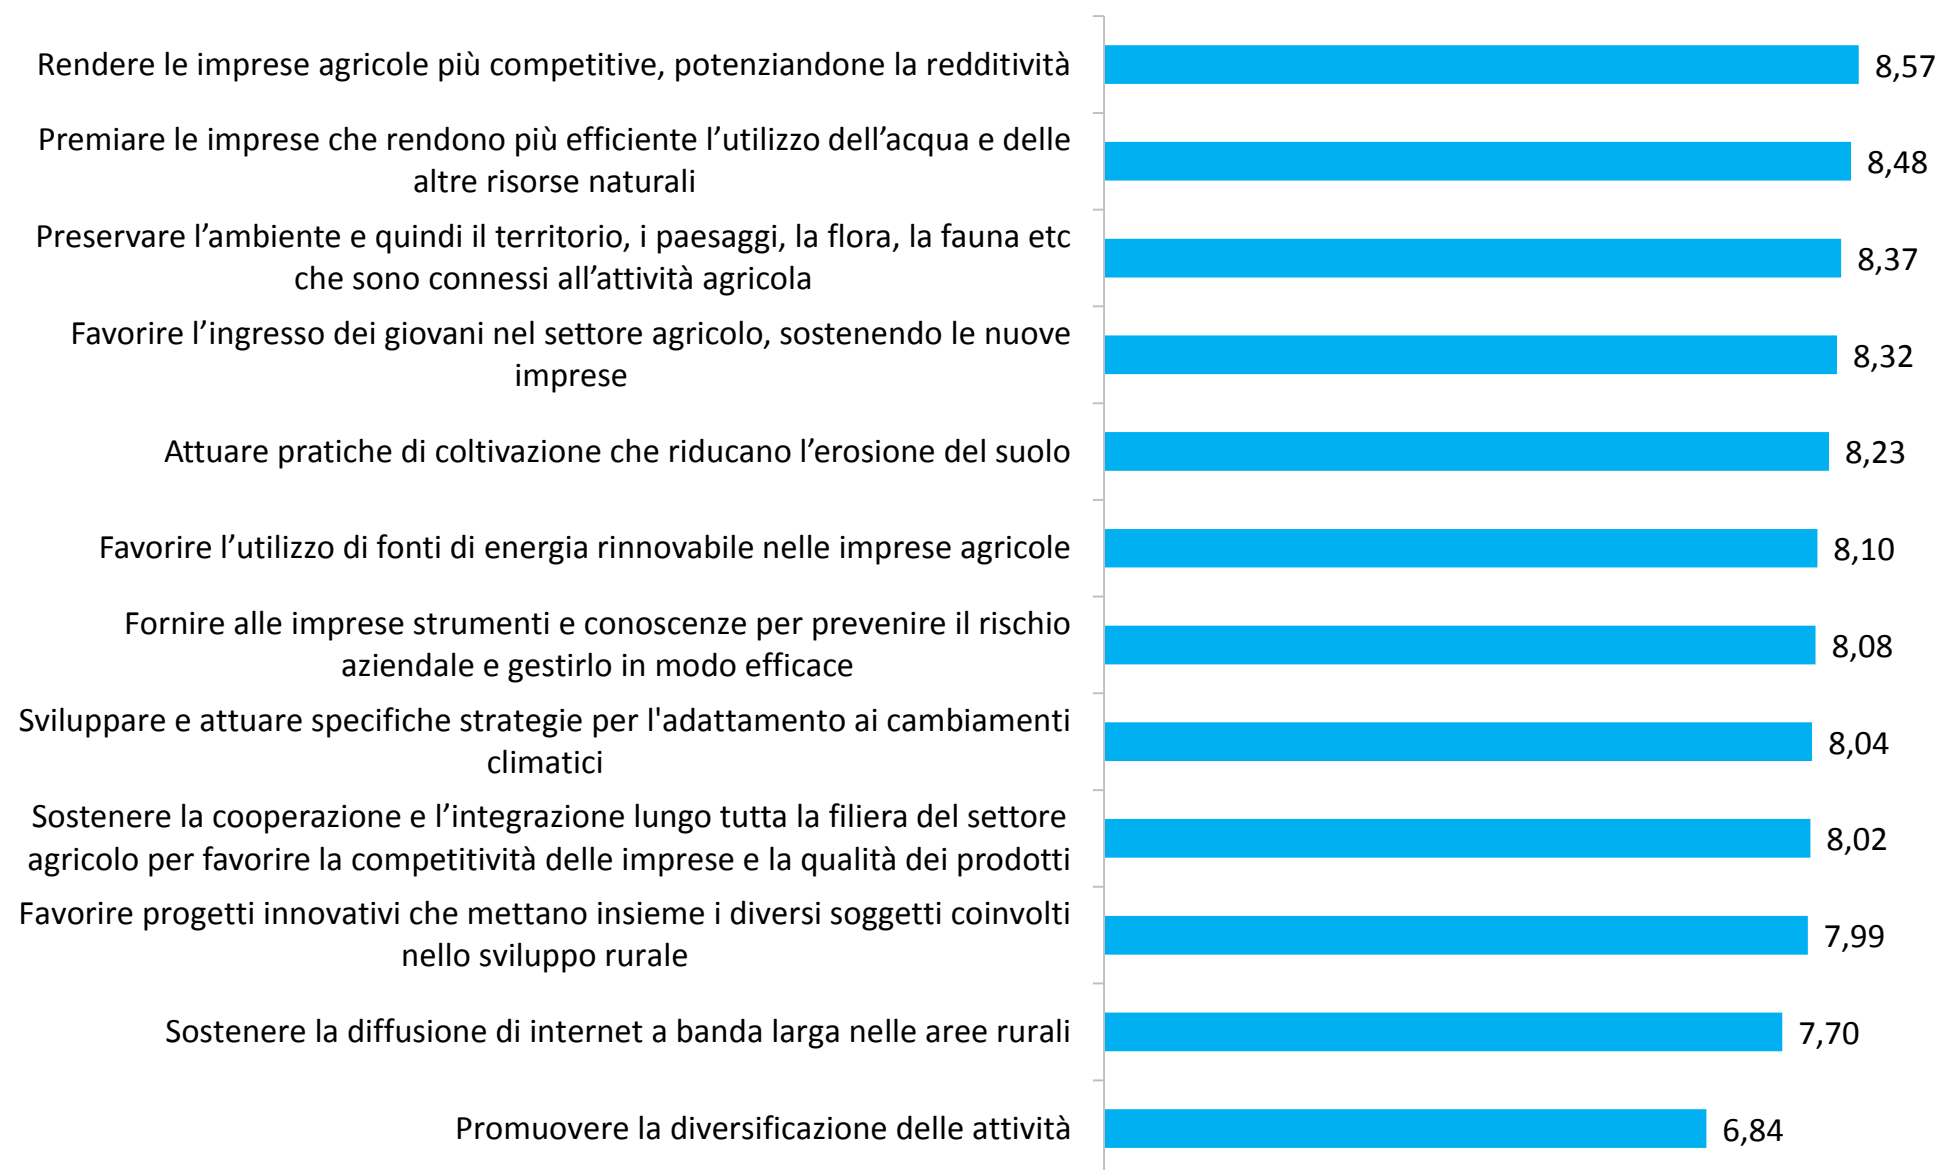 Rendere le imprese agricole più competitive, potenziandone la redditività
8,57
Premiare le imprese che rendono più efficiente l’utilizzo dell’acqua e delle
altre risorse naturali
8,48
Preservare l’ambiente e quindi il territorio, i paesaggi, la flora, la fauna etc
che sono connessi all’attività agricola
8,37
Favorire l’ingresso dei giovani nel settore agricolo, sostenendo le nuove
imprese
8,32
Attuare pratiche di coltivazione che riducano l’erosione del suolo
8,23
Favorire l’utilizzo di fonti di energia rinnovabile nelle imprese agricole
8,10
Fornire alle imprese strumenti e conoscenze per prevenire il rischio
aziendale e gestirlo in modo efficace
8,08
Sviluppare e attuare specifiche strategie per l'adattamento ai cambiamenti
climatici
8,04
Sostenere la cooperazione e l’integrazione lungo tutta la filiera del settore
agricolo per favorire la competitività delle imprese e la qualità dei prodotti
8,02
Favorire progetti innovativi che mettano insieme i diversi soggetti coinvolti
nello sviluppo rurale
7,99
Sostenere la diffusione di internet a banda larga nelle aree rurali
7,70
Promuovere la diversificazione delle attività
6,84